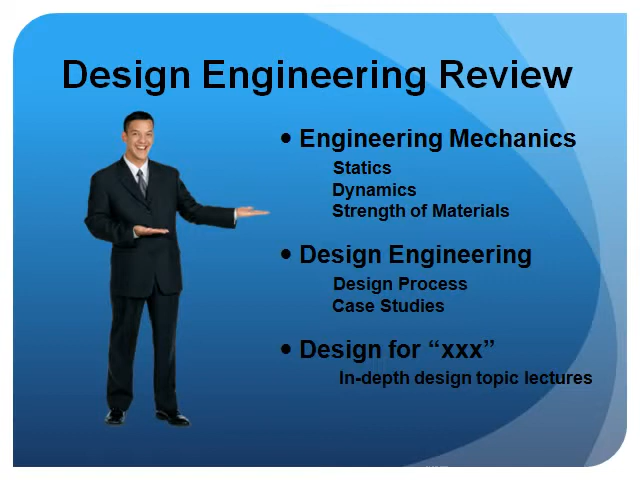 Design Engineering Review
• Engineering Mechanics
Statics
Dynamics
Strength of Materials
• Design Engineering
Design Process
Case Studies
• Design for “xxx”
In-depth design topic lectures